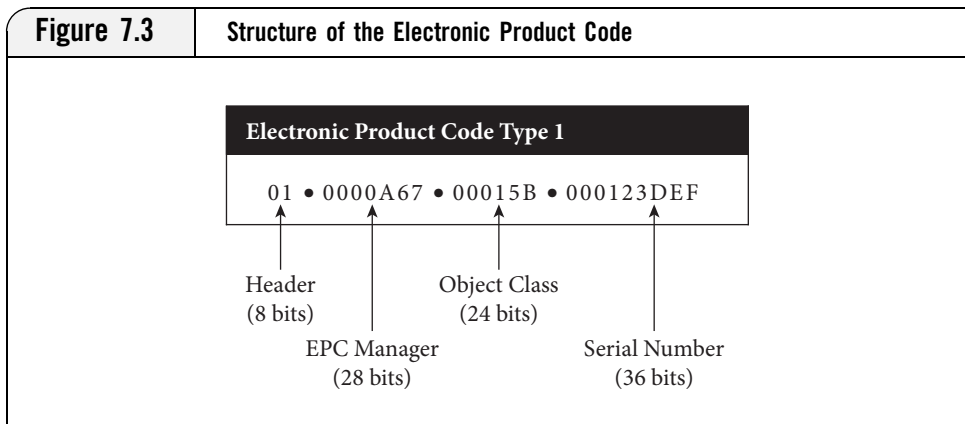 Figure 7.3
Structure of the Electronic Product Code
Electronic Product Code Type 1
01 • 0000A67 • 00015B • 000123DEF
Header
(8 bits)
Object Class
(24 bits)
EPC Manager
(28 bits)
Serial Number
(36 bits)